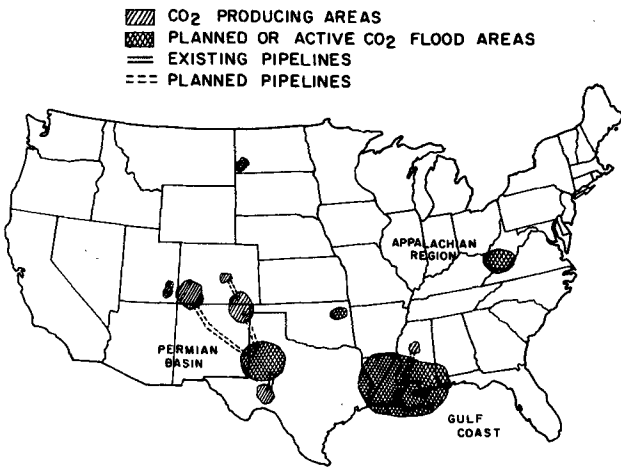 CO2 PRODUCING AREAS
PLANNED OR ACTIVE CO2 FLOOD AREAS
EXISTING PIPELINES
PLANNED PIPELINES
APPALACHIAN
REGION
PERMIAN
BASIN
GULF
COAST